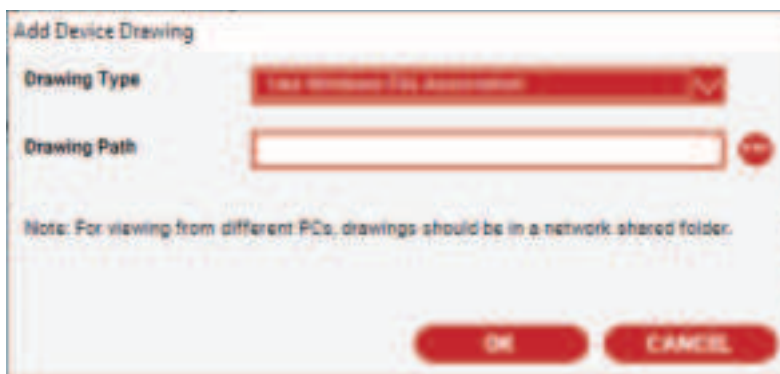 Add Device Drawing
Drawing Type
Use Windows File Association
Drawing Path
Note: For viewing from different PCs, drawings should be in a network shared folder.
OK
CANCEL